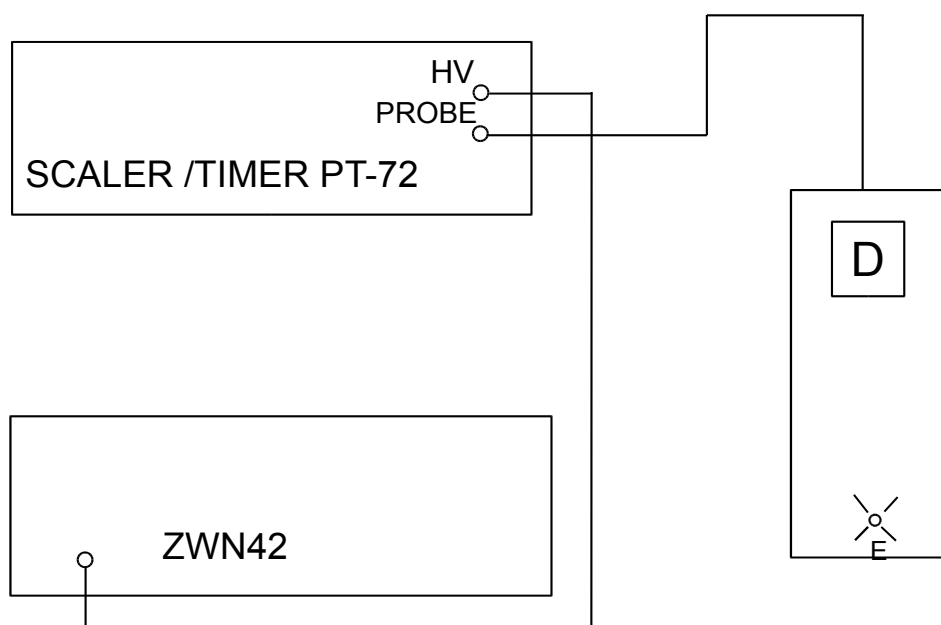 HV
PROBE
SCALER /TIMER PT-72
D
ZWN42
E